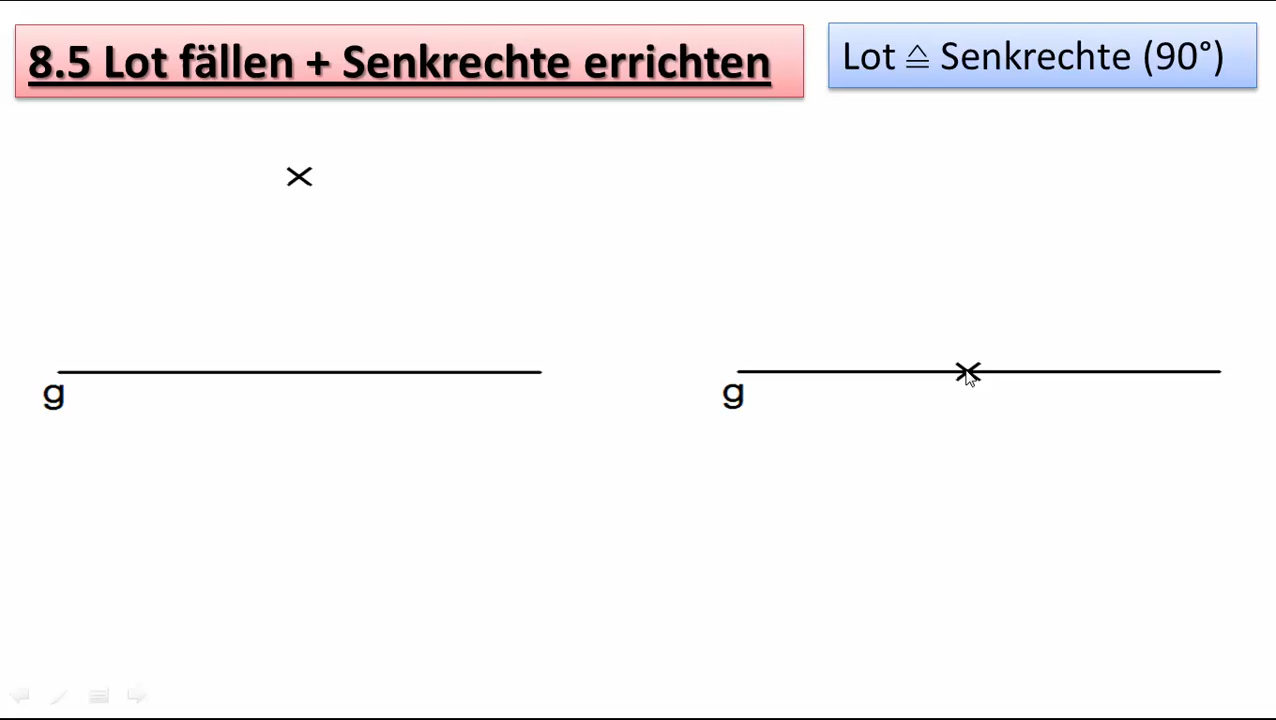 8.5 Lot fällen + Senkrechte errichten
Lot ≙ Senkrechte (90°)
g
g